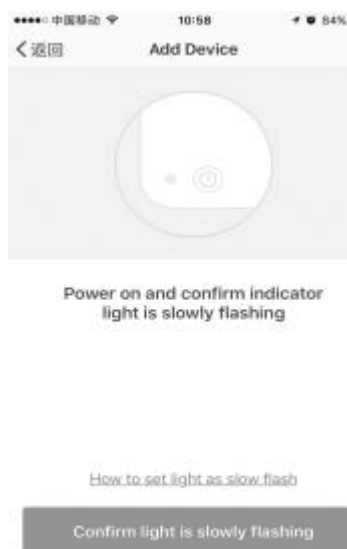 中国移动 10:58 84%
返回 Add Device
Power on and confirm indicator
light is slowly flashing
How to set light as slow flash
Confirm light is slowly flashing